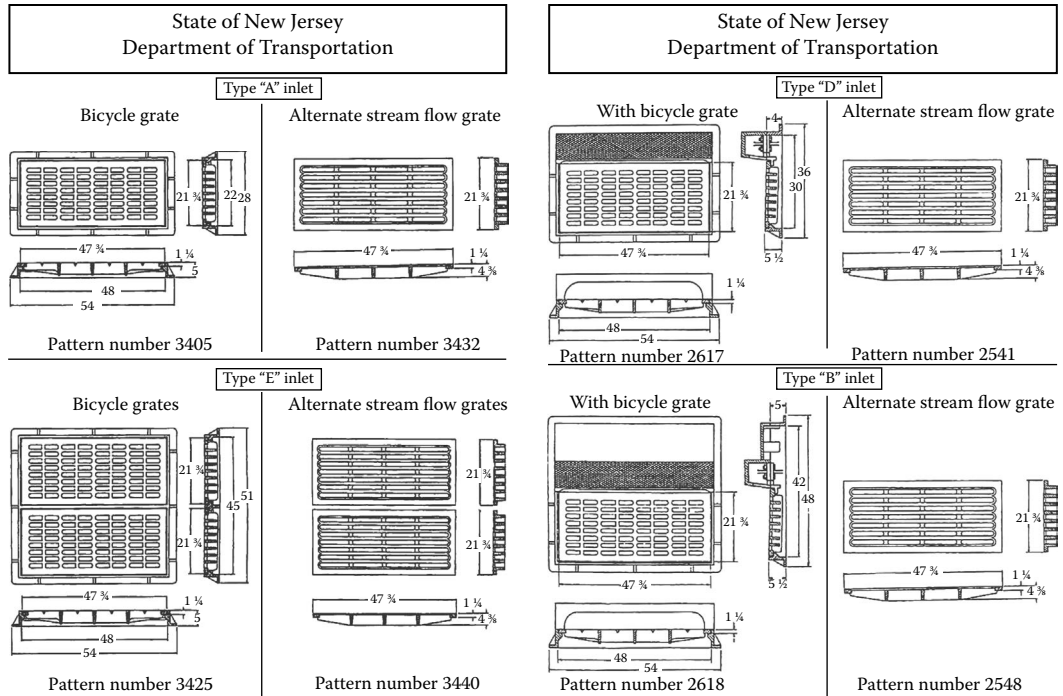 State of New Jersey
Department of Transportation
Type “A” inlet
Bicycle grate
21 ¾
22
28
47 ¾
1 ¼
5
48
54
Pattern number 3405
Alternate stream flow grate
21 ¾
47 ¾
1 ¼
4 ⅜
Pattern number 3432
Type “E” inlet
Bicycle grates
21 ¾
21 ¾
45
51
47 ¾
1 ¼
5
48
54
Pattern number 3425
Alternate stream flow grates
21 ¾
21 ¾
47 ¾
1 ¼
4 ⅜
Pattern number 3440
State of New Jersey
Department of Transportation
Type “D” inlet
With bicycle grate
4
36
30
21 ¾
47 ¾
5 ½
1 ¼
48
54
Pattern number 2617
Alternate stream flow grate
21 ¾
47 ¾
1 ¼
4 ⅜
Pattern number 2541
Type “B” inlet
With bicycle grate
5
42
48
21 ¾
47 ¾
5 ½
1 ¼
48
54
Pattern number 2618
Alternate stream flow grate
21 ¾
47 ¾
1 ¼
4 ⅜
Pattern number 2548